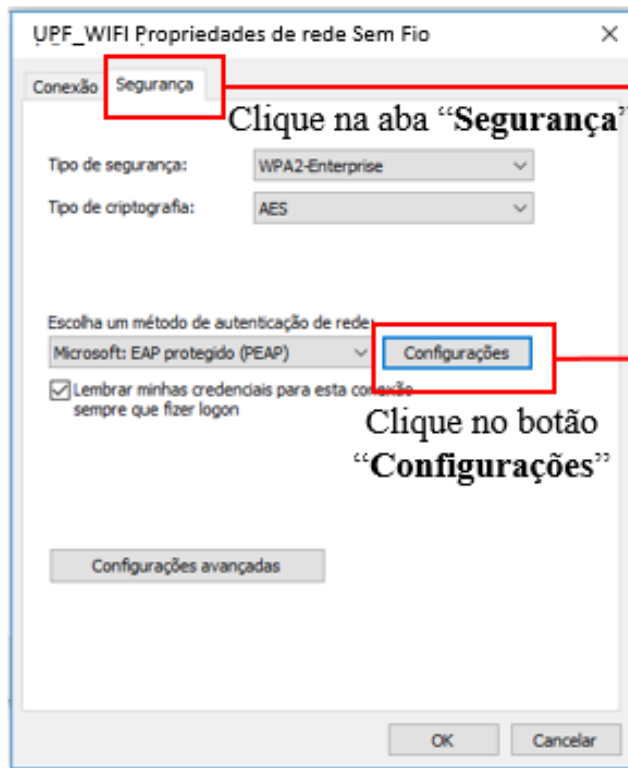 UPF_WIFI Propriedades de rede Sem Fio
Conexão Segurança
Clique na aba “Segurança”
Tipo de segurança: WPA2-Enterprise
Tipo de criptografia: AES
Escolha um método de autenticação de rede:
Microsoft: EAP protegido (PEAP) Configurações
Lembrar minhas credenciais para esta conexão
sempre que fizer logon
Clique no botão
“Configurações”
Configurações avançadas
OK Cancelar